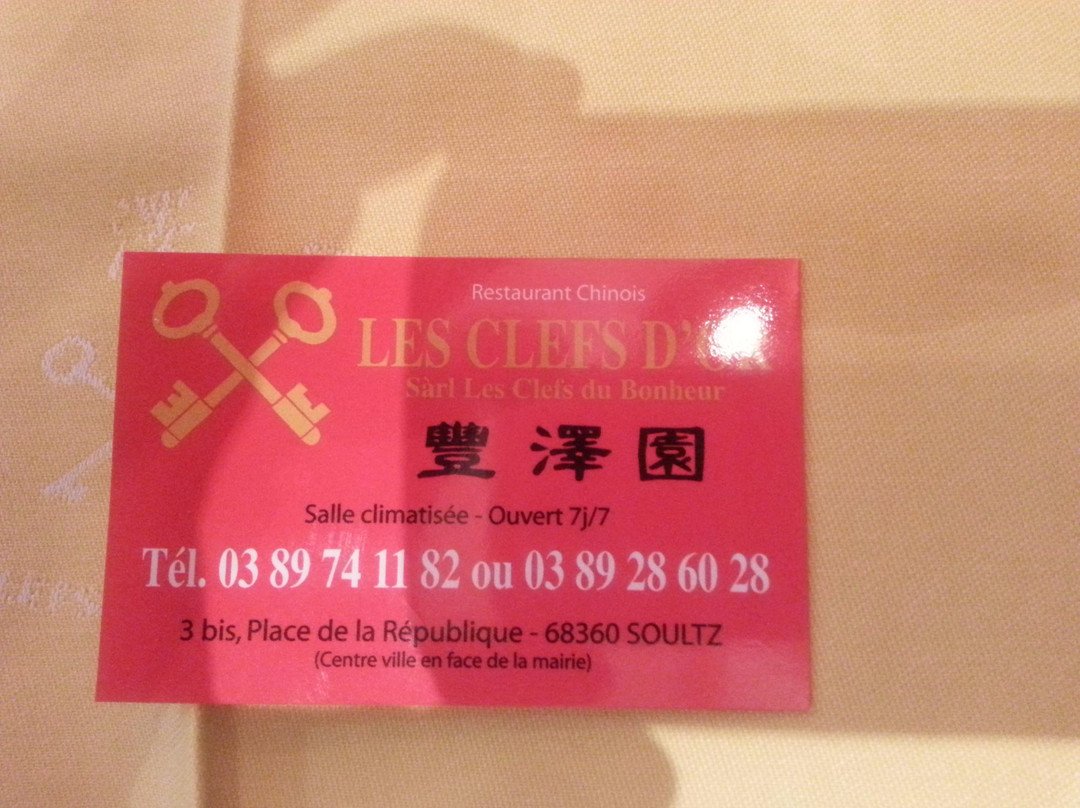 Restaurant Chinois
LES CLEFS D'OR
Sàrl Les Clefs du Bonheur
豐澤園
Salle climatisée - Ouvert 7j/7
Tél. 03 89 74 11 82 ou 03 89 28 60 28
3 bis, Place de la République - 68360 SOULTZ
(Centre ville en face de la mairie)